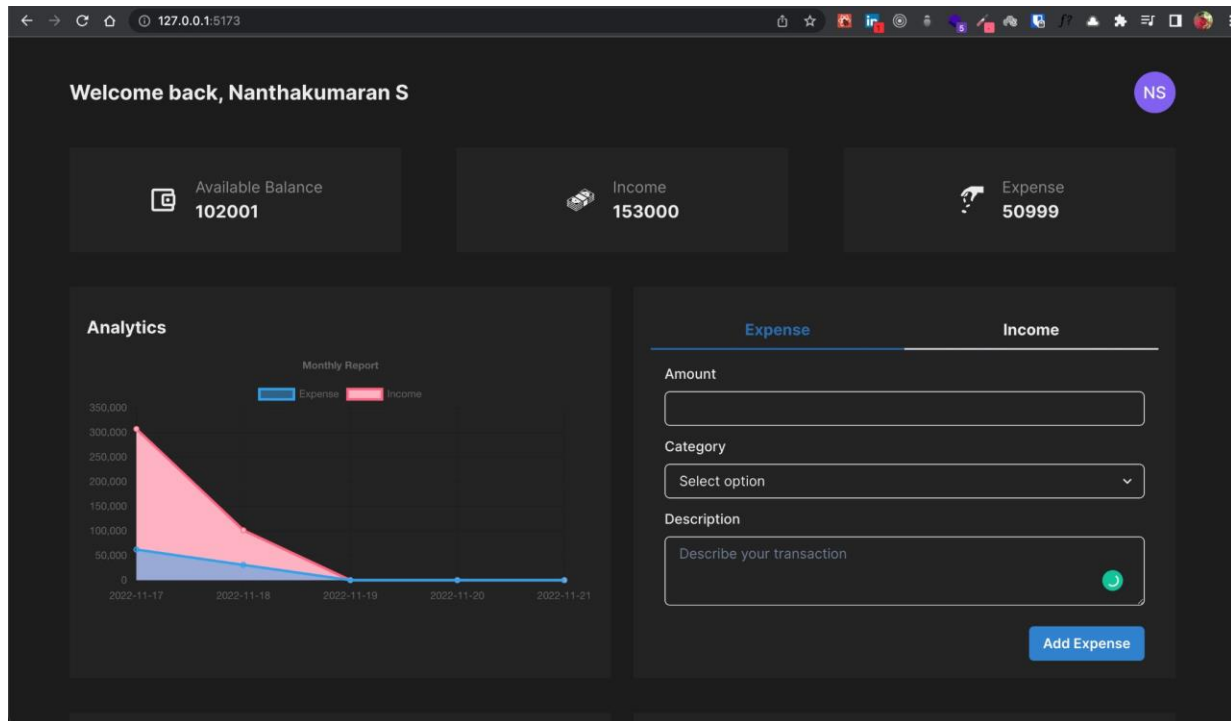 127.0.0.1:5173
Welcome back, Nanthakumaran S
NS
Available Balance
102001
Income
153000
Expense
50999
Analytics
Monthly Report
Expense Income
350,000
300,000
250,000
200,000
150,000
100,000
50,000
0
2022-11-17 2022-11-18 2022-11-19 2022-11-20 2022-11-21
Expense Income
Amount
Category
Select option
Description
Describe your transaction
Add Expense